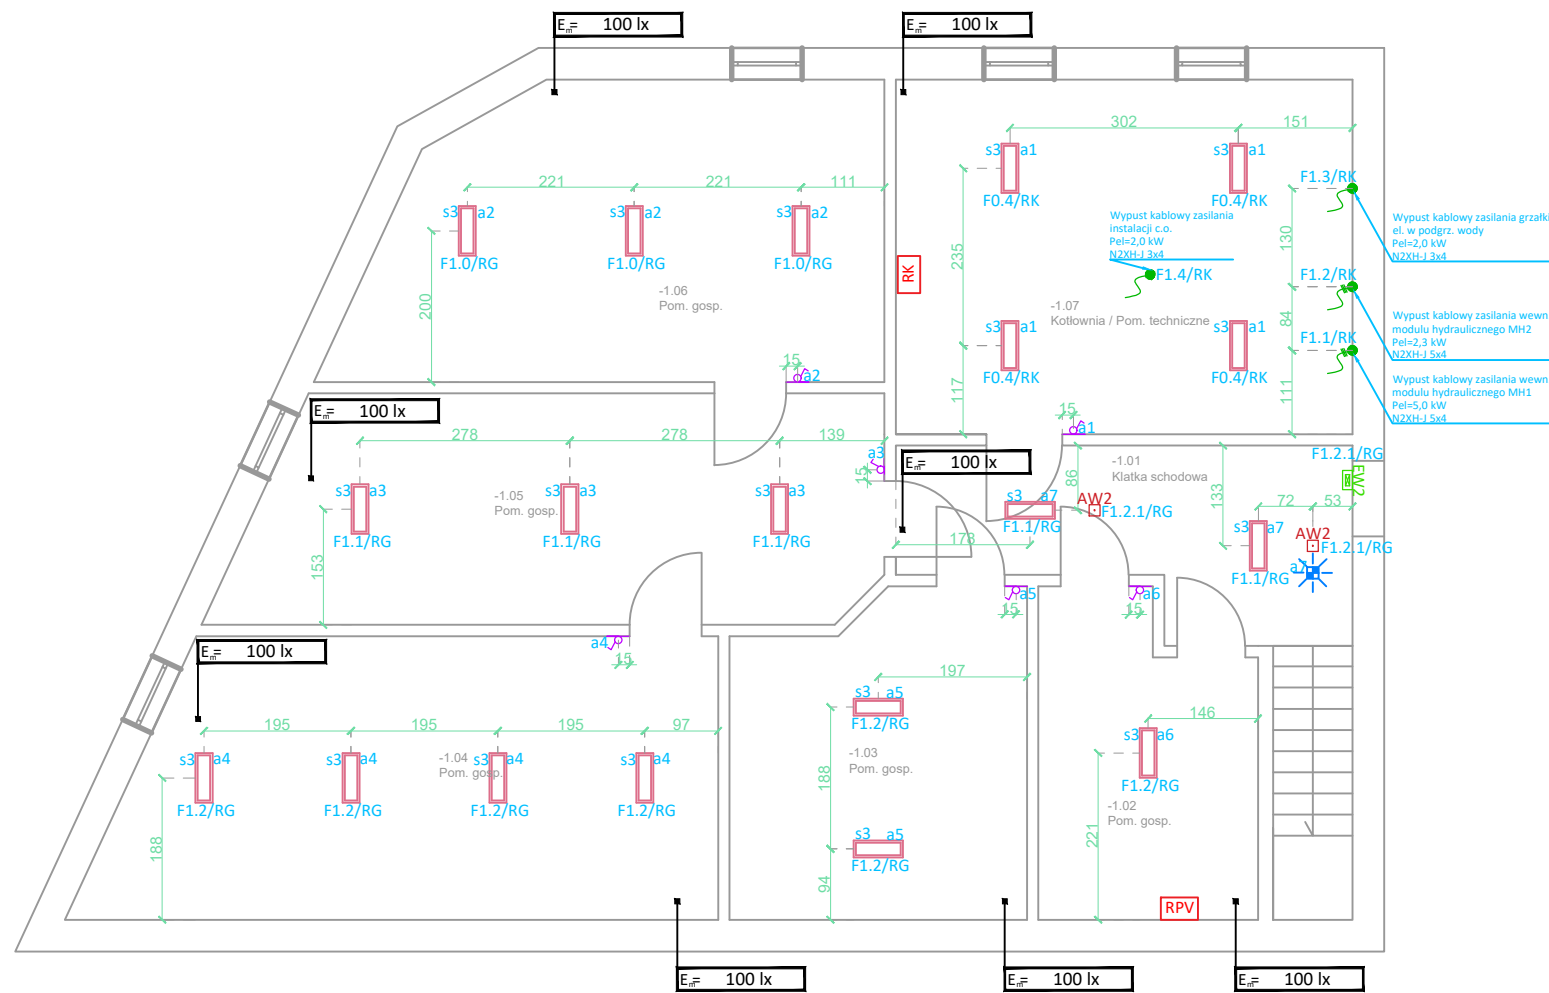 E m = 100 lx
E m = 100 lx
302
151
s3 a1
s3 a1
F1.3/RK
F0.4/RK
F0.4/RK
221
221
111
s3 a2
s3 a2
s3 a2
F1.0/RG
F1.0/RG
F1.0/RG
Wypust kablowy zasilania
instalacji c.o.
Pel=2,0 kW
N2XH-J 3x4
F1.4/RK
Wypust kablowy zasilania grzałki
el. w podgrz. wody
Pel=2,0 kW
N2XH-J 3x4
130
235
RK
F1.2/RK
200
-1.06
Pom. gosp.
-1.07
Kotłownia / Pom. techniczne
84
Wypust kablowy zasilania wewn
modulu hydraulicznego MH2
Pel=2,3 kW
N2XH-J 5x4
s3 a1
s3 a1
F1.1/RK
F0.4/RK
F0.4/RK
15
a2
117
111
Wypust kablowy zasilania wewn
modulu hydraulicznego MH1
Pel=5,0 kW
N2XH-J 5x4
E m = 100 lx
15
a1
278
278
139
a3
15
E m = 100 lx
86
-1.01
Klatka schodowa
133
F1.2.1/RG
EW2
s3 a3
s3 a3
s3 a3
-1.05
Pom. gosp.
F1.1/RG
F1.1/RG
F1.1/RG
s3 a7
F1.1/RG
AW2
F1.2.1/RG
72
53
s3 a7
AW2
F1.2.1/RG
F1.1/RG
a7
153
173
a5
15
a6
15
a4
15
E m = 100 lx
197
195
195
195
97
s3 a5
F1.2/RG
146
s3 a4
s3 a4
s3 a4
s3 a4
-1.04
Pom. gosp.
F1.2/RG
F1.2/RG
F1.2/RG
F1.2/RG
-1.03
Pom. gosp.
s3 a6
F1.2/RG
188
188
-1.02
Pom. gosp.
221
s3 a5
F1.2/RG
94
RPV
E m = 100 lx
E m = 100 lx
E m = 100 lx